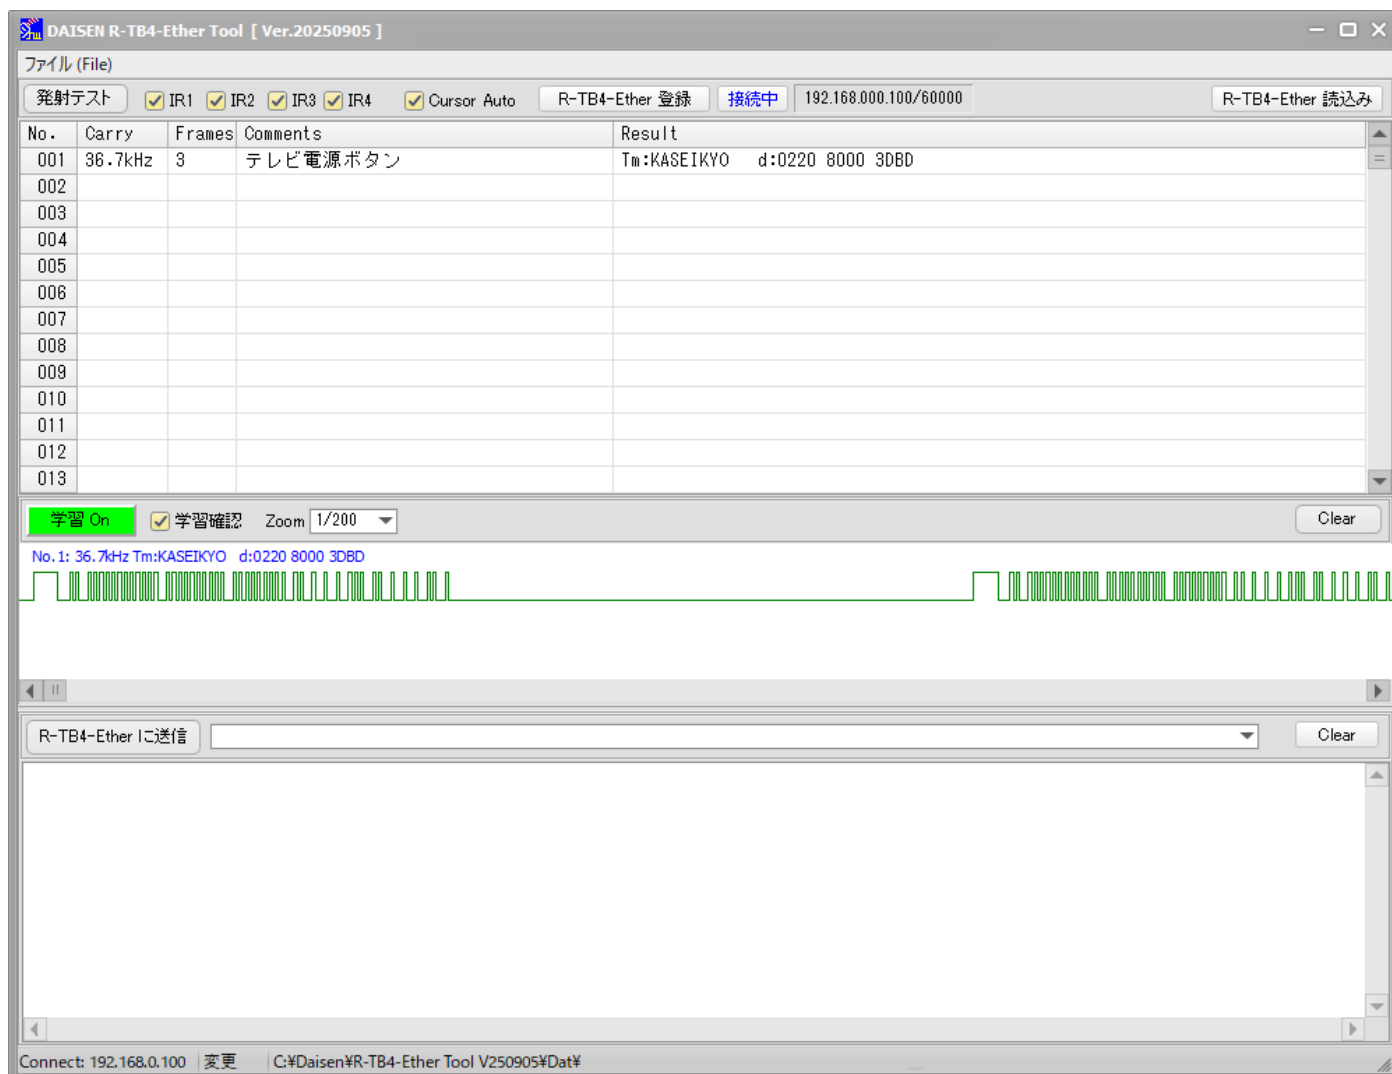 DAISEN R-TB4-Ether Tool [ Ver.20250905 ]
ファイル (File)
発射テスト IR1 IR2 IR3 IR4 Cursor Auto R-TB4-Ether 登録 接続中 192.168.000.100/60000 R-TB4-Ether 読込み
No. Carry Frames Comments Result
001 36.7kHz 3 テレビ電源ボタン Tm:KASEIKYO d:0220 8000 3DBD
002
003
004
005
006
007
008
009
010
011
012
013
学習 On 学習確認 Zoom 1/200 Clear
No.1: 36.7kHz Tm:KASEIKYO d:0220 8000 3DBD
R-TB4-Ether に送信 Clear
Connect: 192.168.0.100 変更 C:¥Daisen¥R-TB4-Ether Tool V250905¥Dat¥